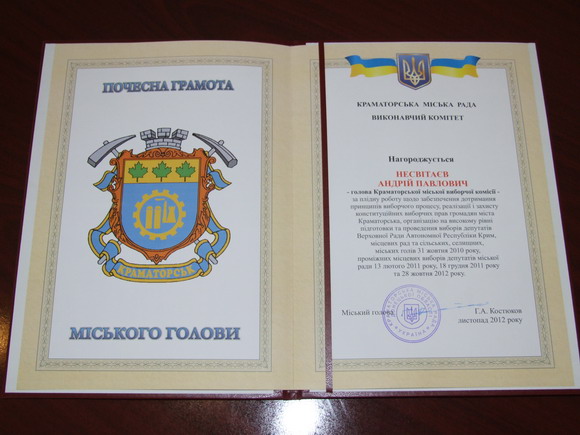 ПОЧЕСНА ГРАМОТА
КРАМАТОРСЬК
МІСЬКОГО ГОЛОВИ
КРАМАТОРСЬКА МІСЬКА РАДА
ВИКОНАВЧИЙ КОМІТЕТ
Нагороджується
НЕСВІТАЄВ
АНДРІЙ ПАВЛОВИЧ
- голова Краматорської міської виборчої комісії -
за плідну роботу щодо забезпечення дотримання
принципів виборчого процесу, реалізації і захисту
конституційних виборчих прав громадян міста
Краматорська, організацію на високому рівні
підготовки та проведення виборів депутатів
Верховної Ради Автономної Республіки Крим,
місцевих рад та сільських, селищних,
міських голів 31 жовтня 2010 року,
проміжних місцевих виборів депутатів міської
ради 13 лютого 2011 року, 18 грудня 2011 року
та 28 жовтня 2012 року.
Міський голова
Г.А. Костюков
листопад 2012 року
УКРАЇНА